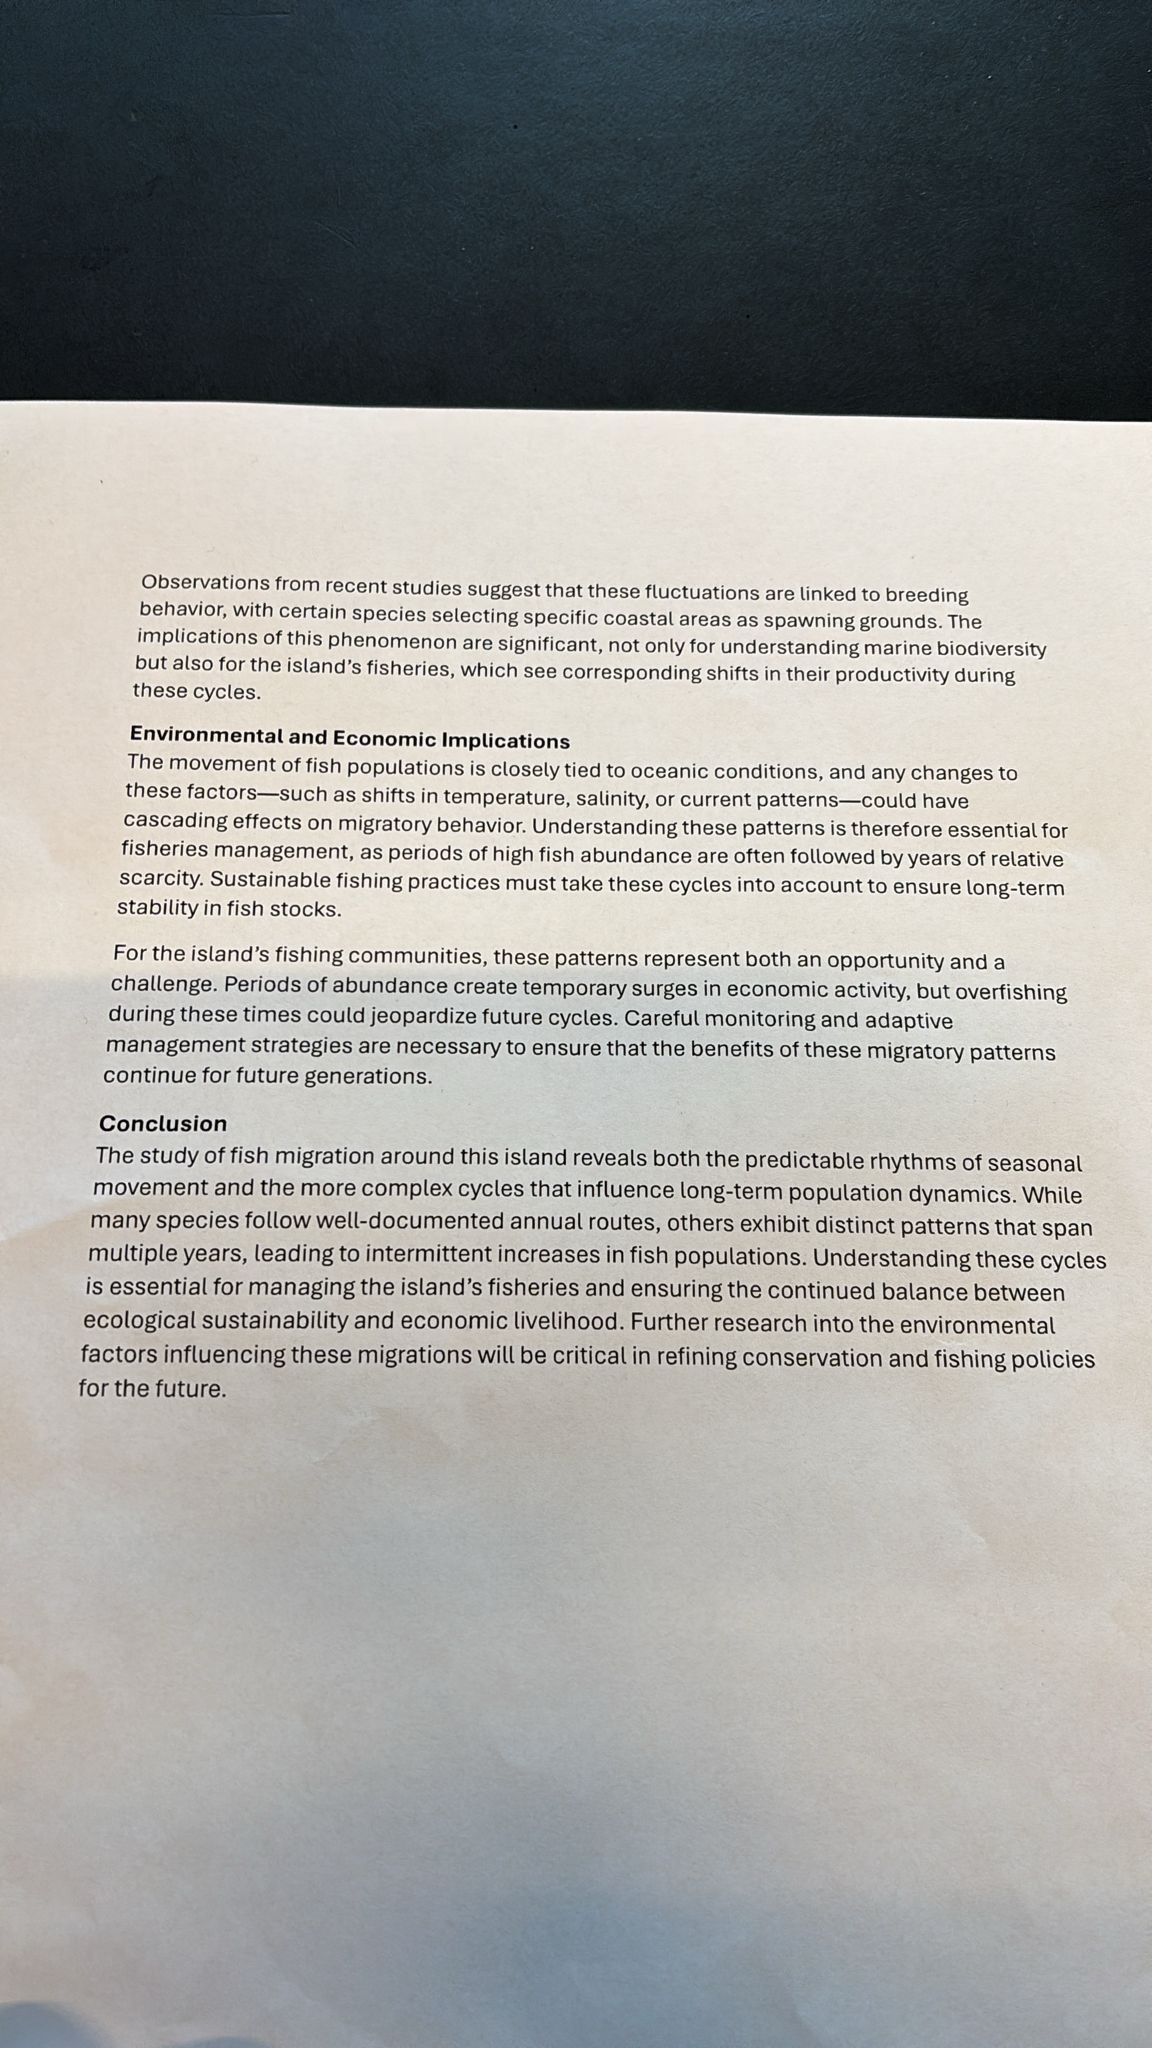 Observations from recent studies suggest that these fluctuations are linked to breeding
behavior, with certain species selecting specific coastal areas as spawning grounds. The
implications of this phenomenon are significant, not only for understanding marine biodiversity
but also for the island's fisheries, which see corresponding shifts in their productivity during
these cycles.
Environmental and Economic Implications
The movement of fish populations is closely tied to oceanic conditions, and any changes to
these factors—such as shifts in temperature, salinity, or current patterns—could have
cascading effects on migratory behavior. Understanding these patterns is therefore essential for
fisheries management, as periods of high fish abundance are often followed by years of relative
scarcity. Sustainable fishing practices must take these cycles into account to ensure long-term
stability in fish stocks.
For the island's fishing communities, these patterns represent both an opportunity and a
challenge. Periods of abundance create temporary surges in economic activity, but overfishing
during these times could jeopardize future cycles. Careful monitoring and adaptive
management strategies are necessary to ensure that the benefits of these migratory patterns
continue for future generations.
Conclusion
The study of fish migration around this island reveals both the predictable rhythms of seasonal
movement and the more complex cycles that influence long-term population dynamics. While
many species follow well-documented annual routes, others exhibit distinct patterns that span
multiple years, leading to intermittent increases in fish populations. Understanding these cycles
is essential for managing the island's fisheries and ensuring the continued balance between
ecological sustainability and economic livelihood. Further research into the environmental
factors influencing these migrations will be critical in refining conservation and fishing policies
for the future.